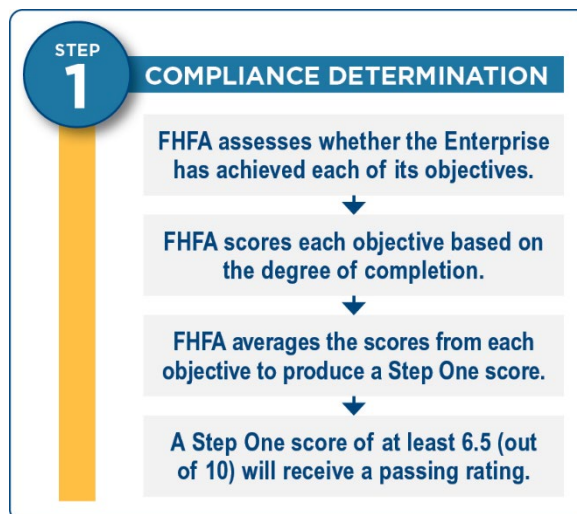 STEP
1
COMPLIANCE DETERMINATION
FHFA assesses whether the Enterprise
has achieved each of its objectives.
FHFA scores each objective based on
the degree of completion.
FHFA averages the scores from each
objective to produce a Step One score.
A Step One score of at least 6.5 (out
of 10) will receive a passing rating.